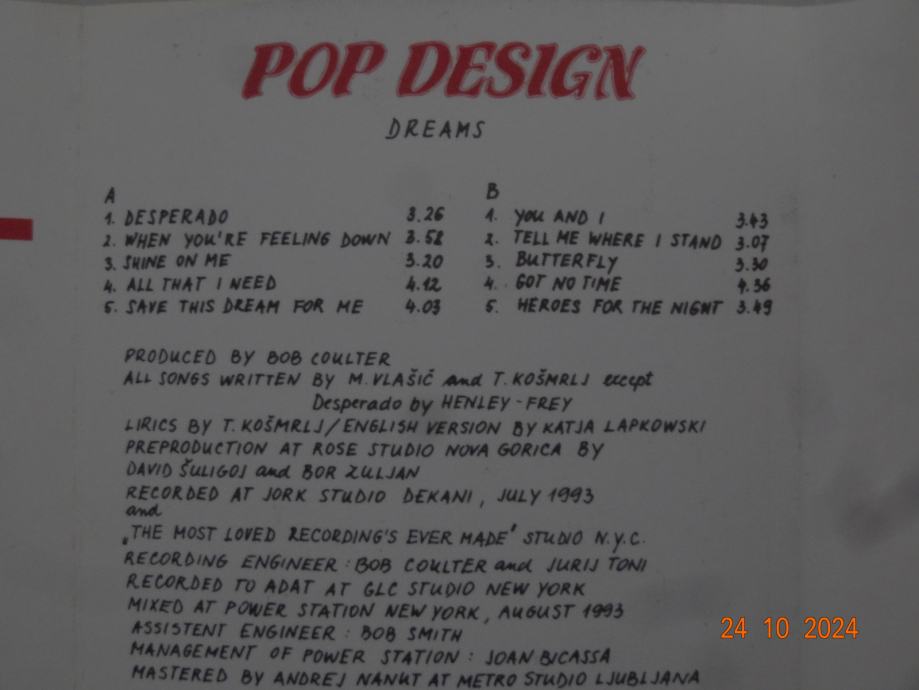 POP DESIGN
DREAMS
A
1. DESPERADO 3.26
2. WHEN YOU'RE FEELING DOWN 3.52
3. SHINE ON ME 3.20
4. ALL THAT I NEED 4.12
5. SAVE THIS DREAM FOR ME 4.03
B
1. YOU AND I 3.43
2. TELL ME WHERE I STAND 3.07
3. BUTTERFLY 3.30
4. GOT NO TIME 4.36
5. HEROES FOR THE NIGHT 3.49
PRODUCED BY BOB COULTER
ALL SONGS WRITTEN BY M. VLAŠIČ and T. KOŠMRLJ except
Desperado by HENLEY-FREY
LIRICS BY T. KOŠMRLJ/ENGLISH VERSION BY KATJA LAPKOWSKI
PREPRODUCTION AT ROSE STUDIO NOVA GORICA BY
DAVID ŠULIGOJ and BOR ZULJAN
RECORDED AT JORK STUDIO DEKANI, JULY 1993
and
„THE MOST LOVED RECORDING'S EVER MADE" STUDIO N.Y.C.
RECORDING ENGINEER: BOB COULTER and JURIJ TONI
RECORDED TO ADAT AT GLC STUDIO NEW YORK
MIXED AT POWER STATION NEW YORK, AUGUST 1993
ASSISTENT ENGINEER: BOB SMITH
MANAGEMENT OF POWER STATION: JOAN BICASSA
MASTERED BY ANDREJ NANUT AT METRO STUDIO LJUBLJANA
24 10 2024